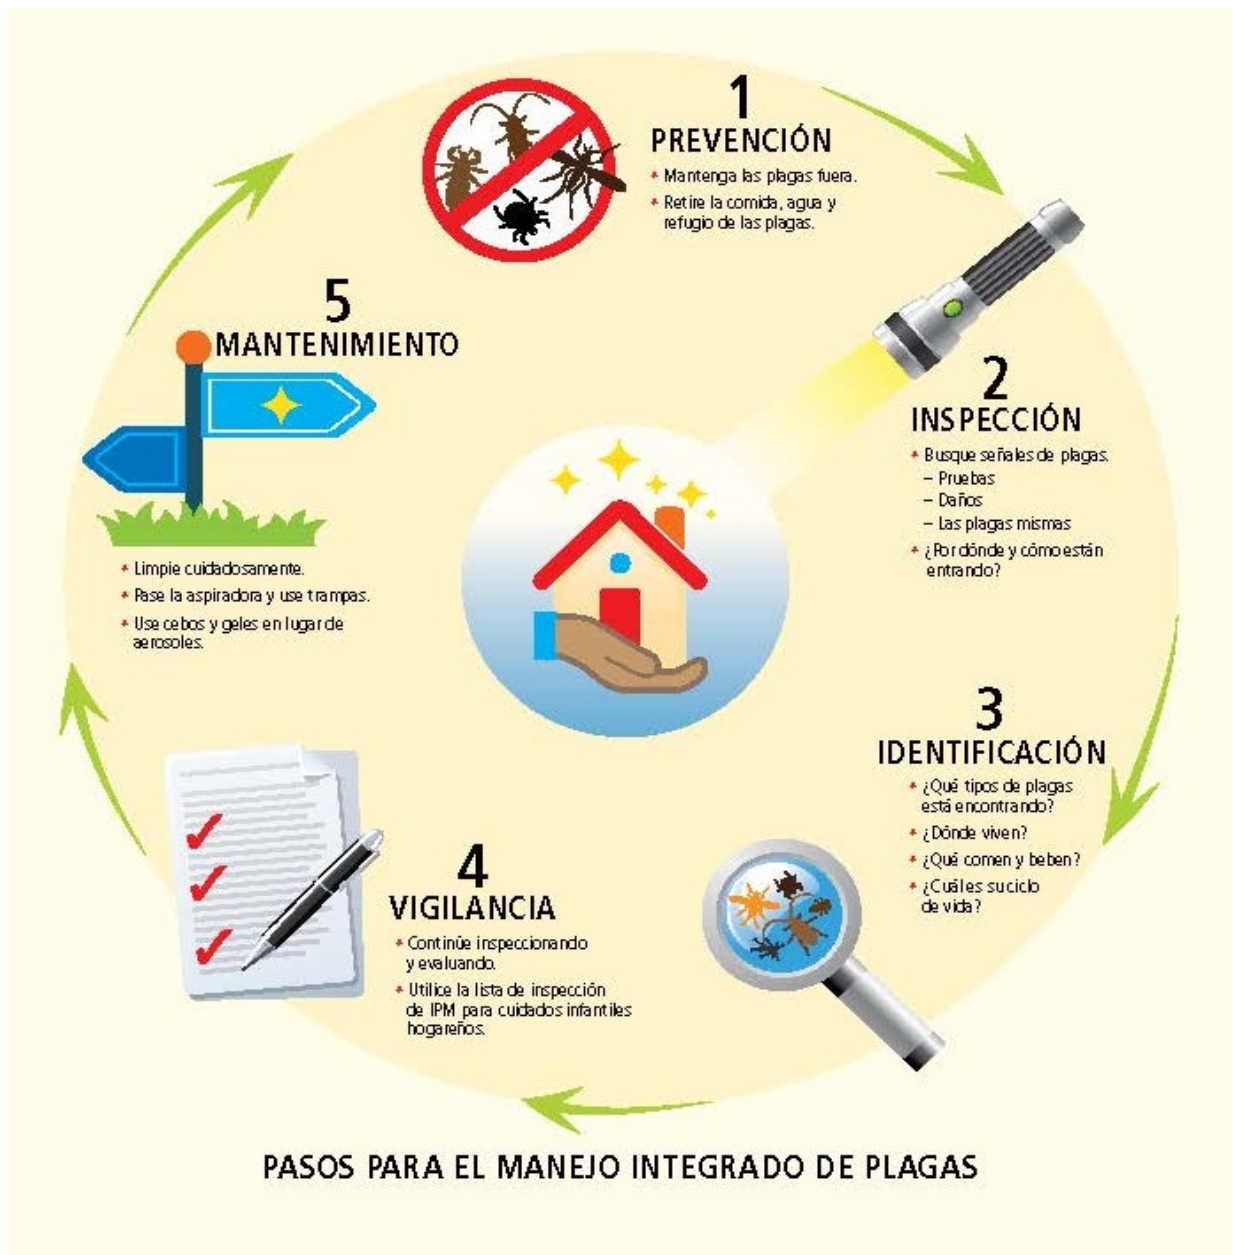 1
PREVENCIÓN
* Mantenga las plagas fuera.
* Retire la comida, agua y
refugio de las plagas.
2
INSPECCIÓN
* Busque señales de plagas.
– Pruebas
– Daños
– Las plagas mismas
* ¿Por dónde y cómo están
entrando?
3
IDENTIFICACIÓN
* ¿Qué tipos de plagas
está encontrando?
* ¿Dónde viven?
* ¿Qué comen y beben?
* ¿Cuál es su ciclo
de vida?
4
VIGILANCIA
* Continúe inspeccionando
y evaluando.
* Utilice la lista de inspección
de IPM para cuidados infantiles
hogareños.
5
MANTENIMIENTO
* Limpie cuidadosamente.
* Pase la aspiradora y use trampas.
* Use cebos y geles en lugar de
aerosoles.
PASOS PARA EL MANEJO INTEGRADO DE PLAGAS